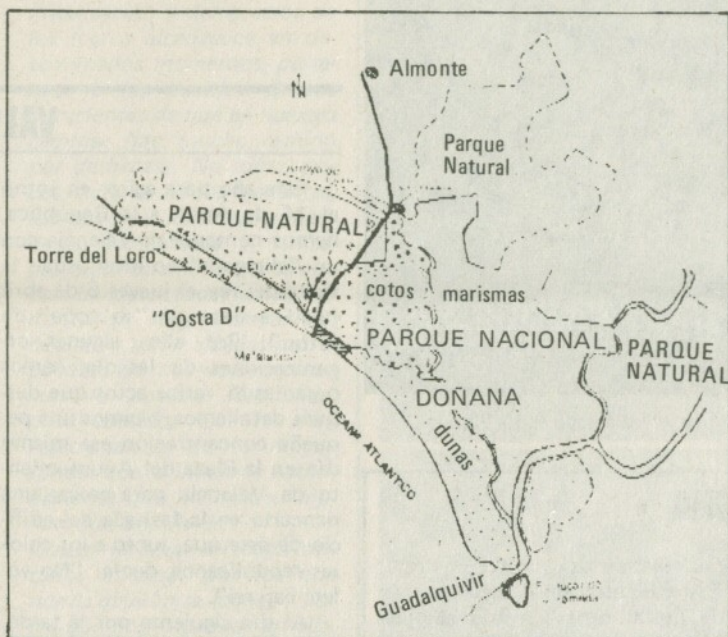 N
Almonte
Parque
Natural
PARQUE NATURAL
Torre del Loro
"Costa D"
cotos
marismas
PARQUE NACIONAL
PARQUE
NATURAL
DOÑANA
dunas
OCEANO ATLANTICO
Guadalquivir